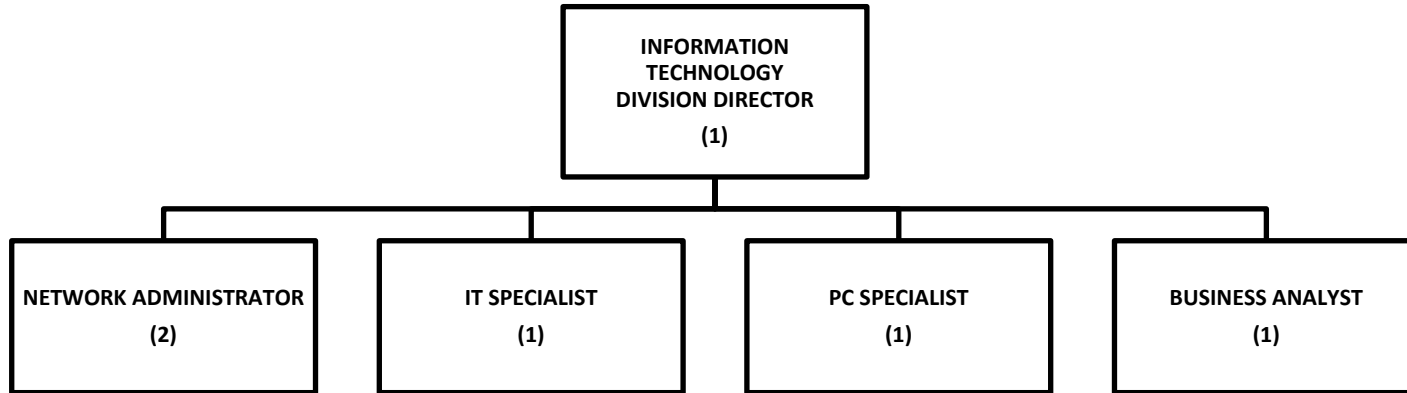 INFORMATION
TECHNOLOGY
DIVISION DIRECTOR
(1)
NETWORK ADMINISTRATOR
(2)
IT SPECIALIST
(1)
PC SPECIALIST
(1)
BUSINESS ANALYST
(1)